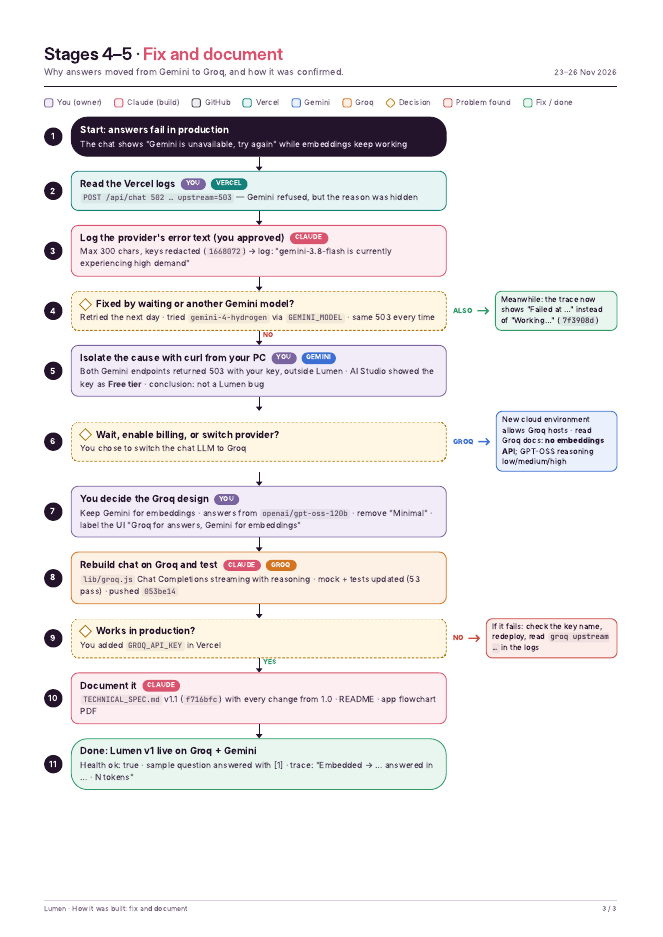 Stages 4–5 · Fix and document
Why answers moved from Gemini to Groq, and how it was confirmed.
23–26 Nov 2026
You (owner) Claude (build) GitHub Vercel Gemini Groq Decision Problem found Fix / done
1
Start: answers fail in production
The chat shows "Gemini is unavailable, try again" while embeddings keep working
2
Read the Vercel logs YOU VERCEL
POST /api/chat 502 … upstream=503 — Gemini refused, but the reason was hidden
3
Log the provider's error text (you approved) CLAUDE
Max 300 chars, keys redacted (1668072) → log: "gemini-3.8-flash is currently
experiencing high demand"
4
Fixed by waiting or another Gemini model?
Retried the next day · tried gemini-4-hydrogen via GEMINI_MODEL · same 503 every time
ALSO →
Meanwhile: the trace now
shows "Failed at …" instead
of "Working…" (7f3908d)
NO
5
Isolate the cause with curl from your PC YOU GEMINI
Both Gemini endpoints returned 503 with your key, outside Lumen · AI Studio showed the
key as Free tier · conclusion: not a Lumen bug
6
Wait, enable billing, or switch provider?
You chose to switch the chat LLM to Groq
GROQ →
New cloud environment
allows Groq hosts · read
Groq docs: no embeddings
API; GPT-OSS reasoning
low/medium/high
7
You decide the Groq design YOU
Keep Gemini for embeddings · answers from openai/gpt-oss-120b · remove "Minimal" ·
label the UI "Groq for answers, Gemini for embeddings"
8
Rebuild chat on Groq and test CLAUDE GROQ
lib/groq.js Chat Completions streaming with reasoning · mock + tests updated (53
pass) · pushed 053be14
9
Works in production?
You added GROQ_API_KEY in Vercel
NO →
If it fails: check the key name,
redeploy, read groq upstream
… in the logs
YES
10
Document it CLAUDE
TECHNICAL_SPEC.md v1.1 (f716bfc) with every change from 1.0 · README · app flowchart
PDF
11
Done: Lumen v1 live on Groq + Gemini
Health ok: true · sample question answered with [1] · trace: "Embedded → … answered in
… · N tokens"
Lumen · How it was built: fix and document
3 / 3